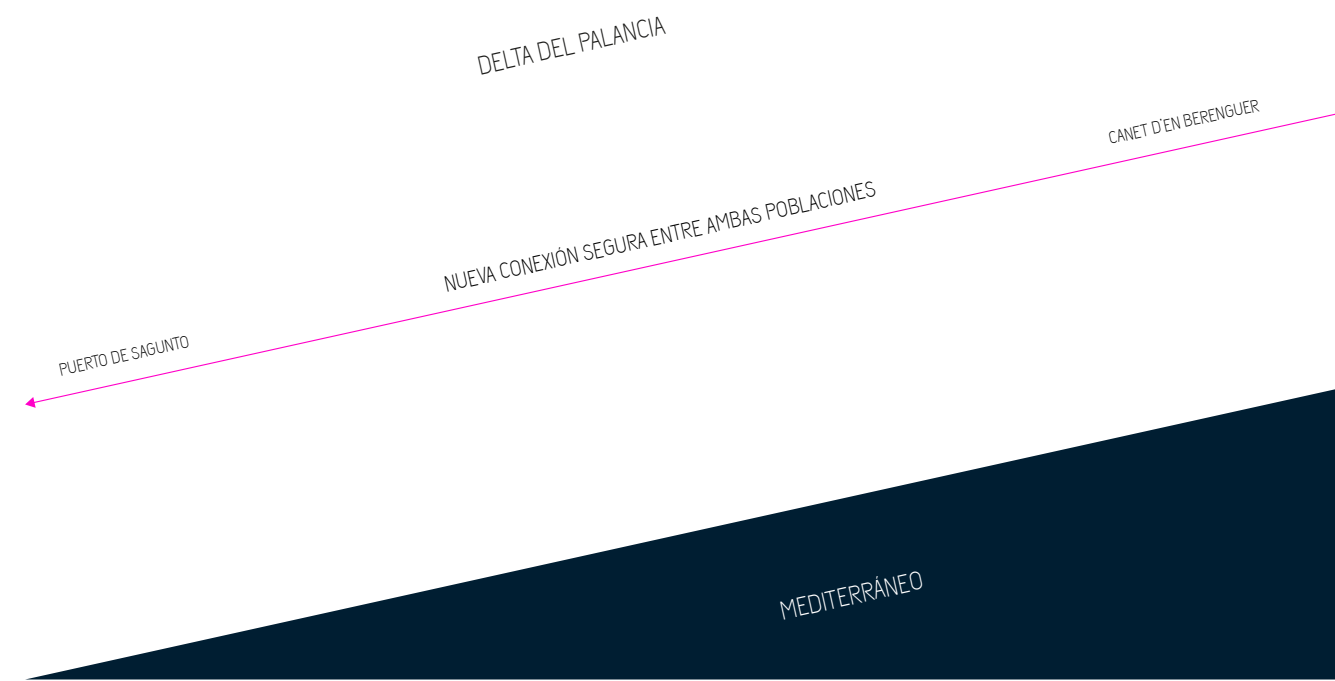 DELTA DEL PALANCIA
CANET D'EN BERENGUER
NUEVA CONEXIÓN SEGURA ENTRE AMBAS POBLACIONES
PUERTO DE SAGUNTO
MEDITERRÁNEO